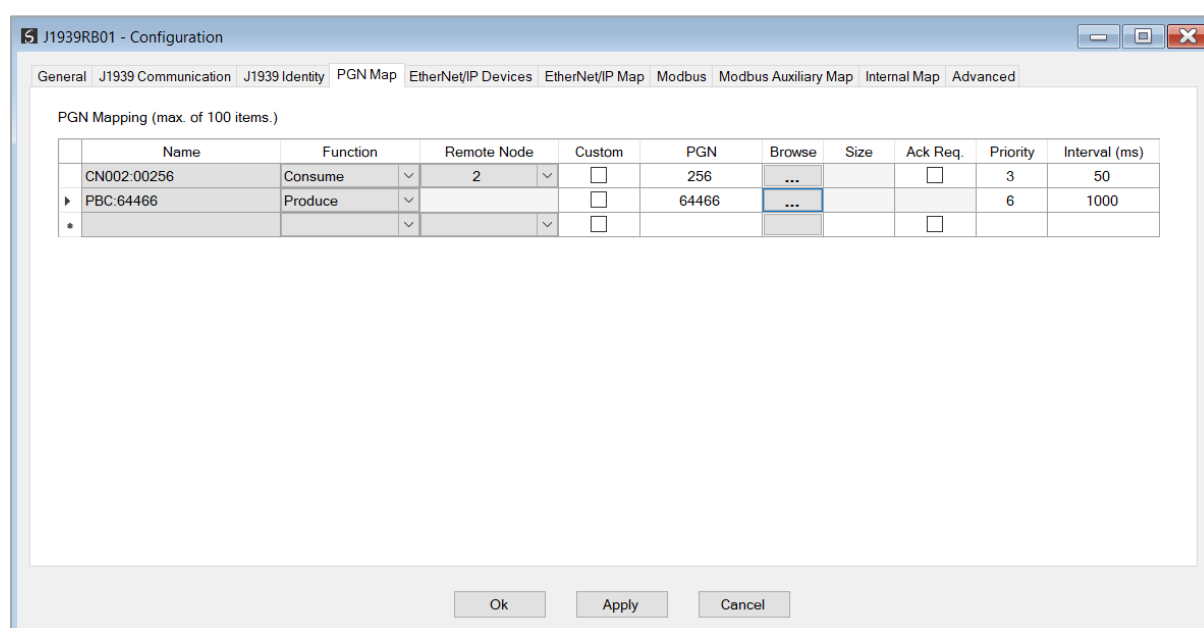 J1939RB01 - Configuration
General J1939 Communication J1939 Identity PGN Map EtherNet/IP Devices EtherNet/IP Map Modbus Modbus Auxiliary Map Internal Map Advanced
PGN Mapping (max. of 100 items.)
Name Function Remote Node Custom PGN Browse Size Ack Req. Priority Interval (ms)
CN002:00256 Consume 2 256 ... 3 50
PBC:64466 Produce 64466 ... 6 1000
Ok Apply Cancel